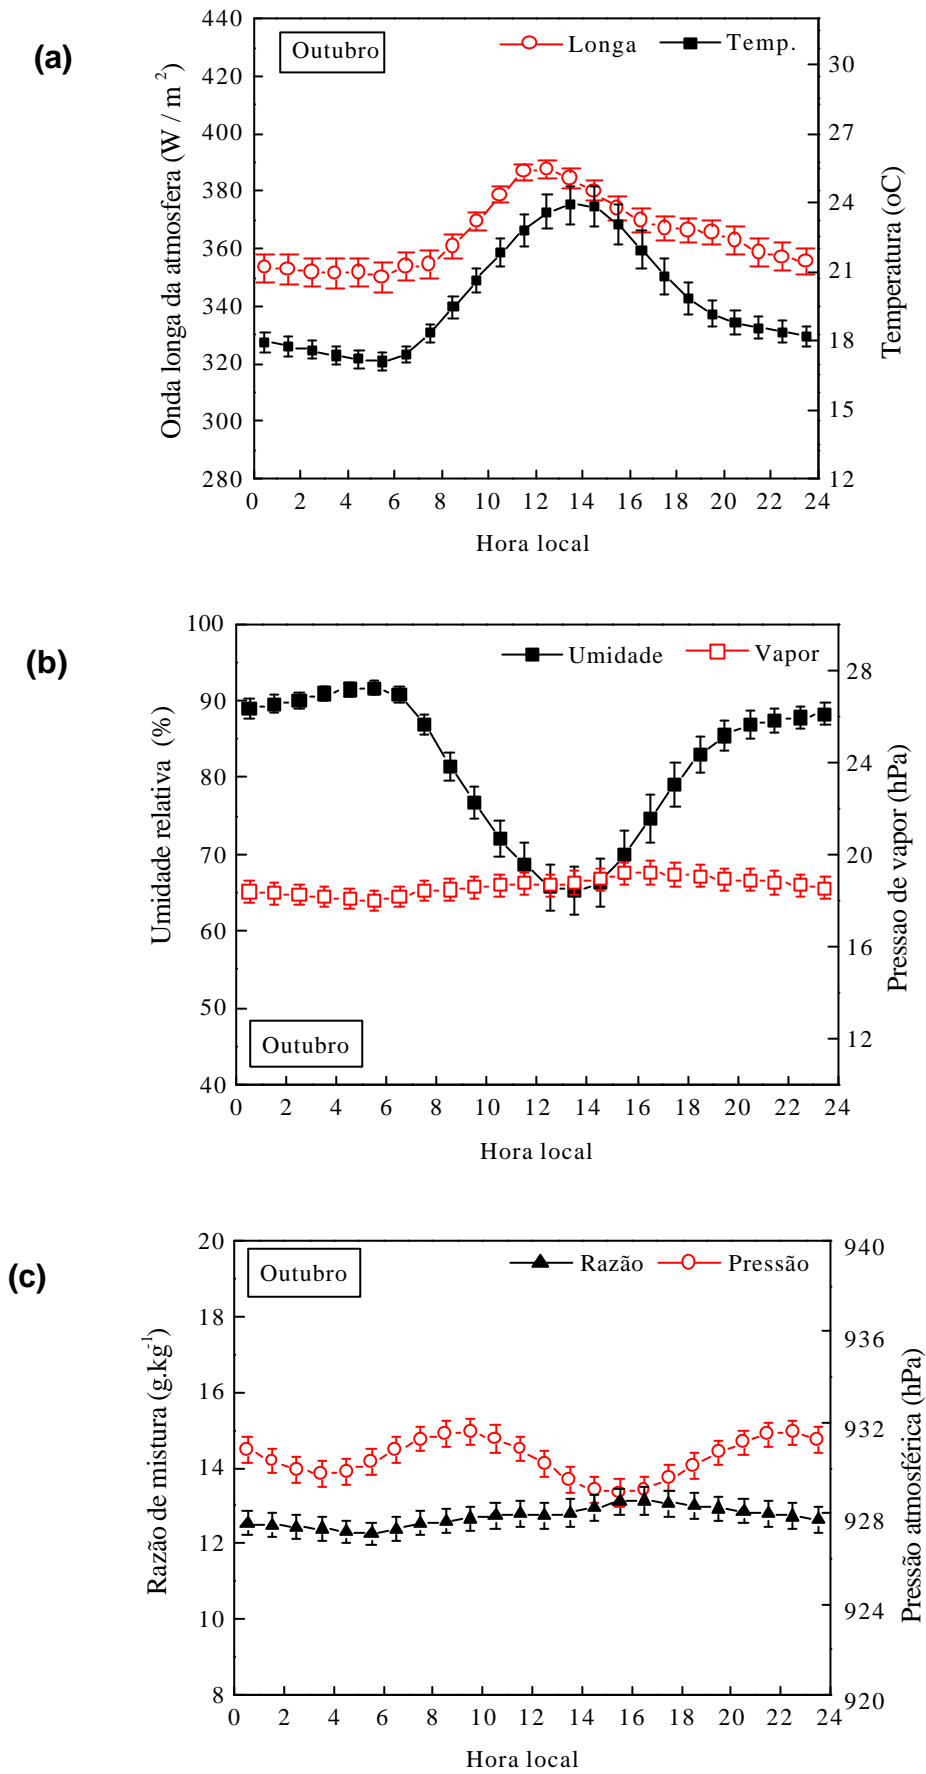 (a)
Outubro
Longa
Temp.
Onda longa da atmosfera (W / m²)
440
420
400
380
360
340
320
300
280
Temperatura (oC)
30
27
24
21
18
15
12
0 2 4 6 8 10 12 14 16 18 20 22 24
Hora local
(b)
Umidade
Vapor
Umidade relativa (%)
100
90
80
70
60
50
40
Pressao de vapor (hPa)
28
24
20
16
12
Outubro
0 2 4 6 8 10 12 14 16 18 20 22 24
Hora local
(c)
Outubro
Razão
Pressão
Razão de mistura (g.kg⁻¹)
20
18
16
14
12
10
8
Pressão atmosférica (hPa)
940
936
932
928
924
920
0 2 4 6 8 10 12 14 16 18 20 22 24
Hora local